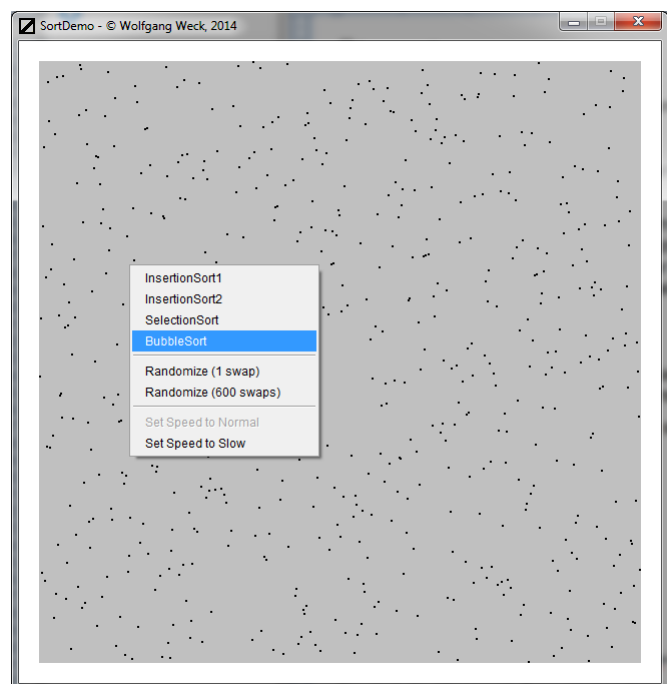 SortDemo - © Wolfgang Weck, 2014
InsertionSort1
InsertionSort2
SelectionSort
BubbleSort
Randomize (1 swap)
Randomize (600 swaps)
Set Speed to Normal
Set Speed to Slow